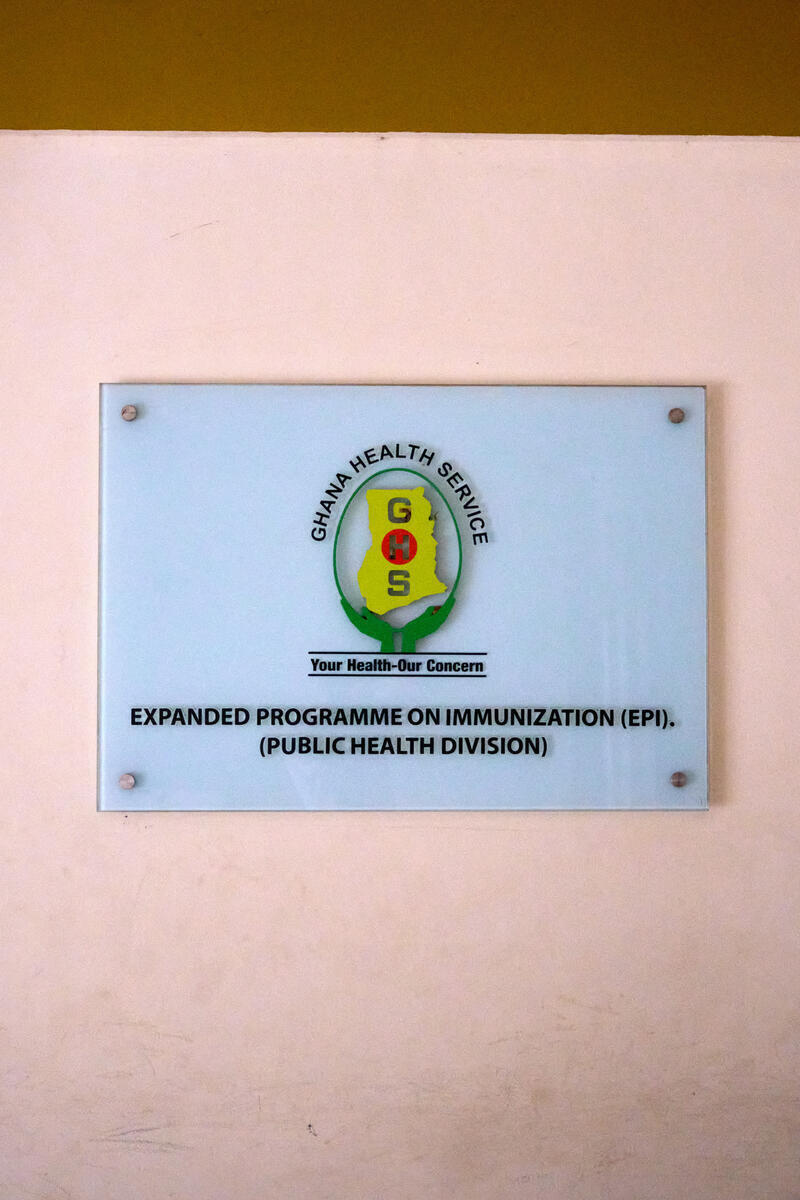 GHANA HEALTH SERVICE
G
H
S
Your Health-Our Concern
EXPANDED PROGRAMME ON IMMUNIZATION (EPI).
(PUBLIC HEALTH DIVISION)